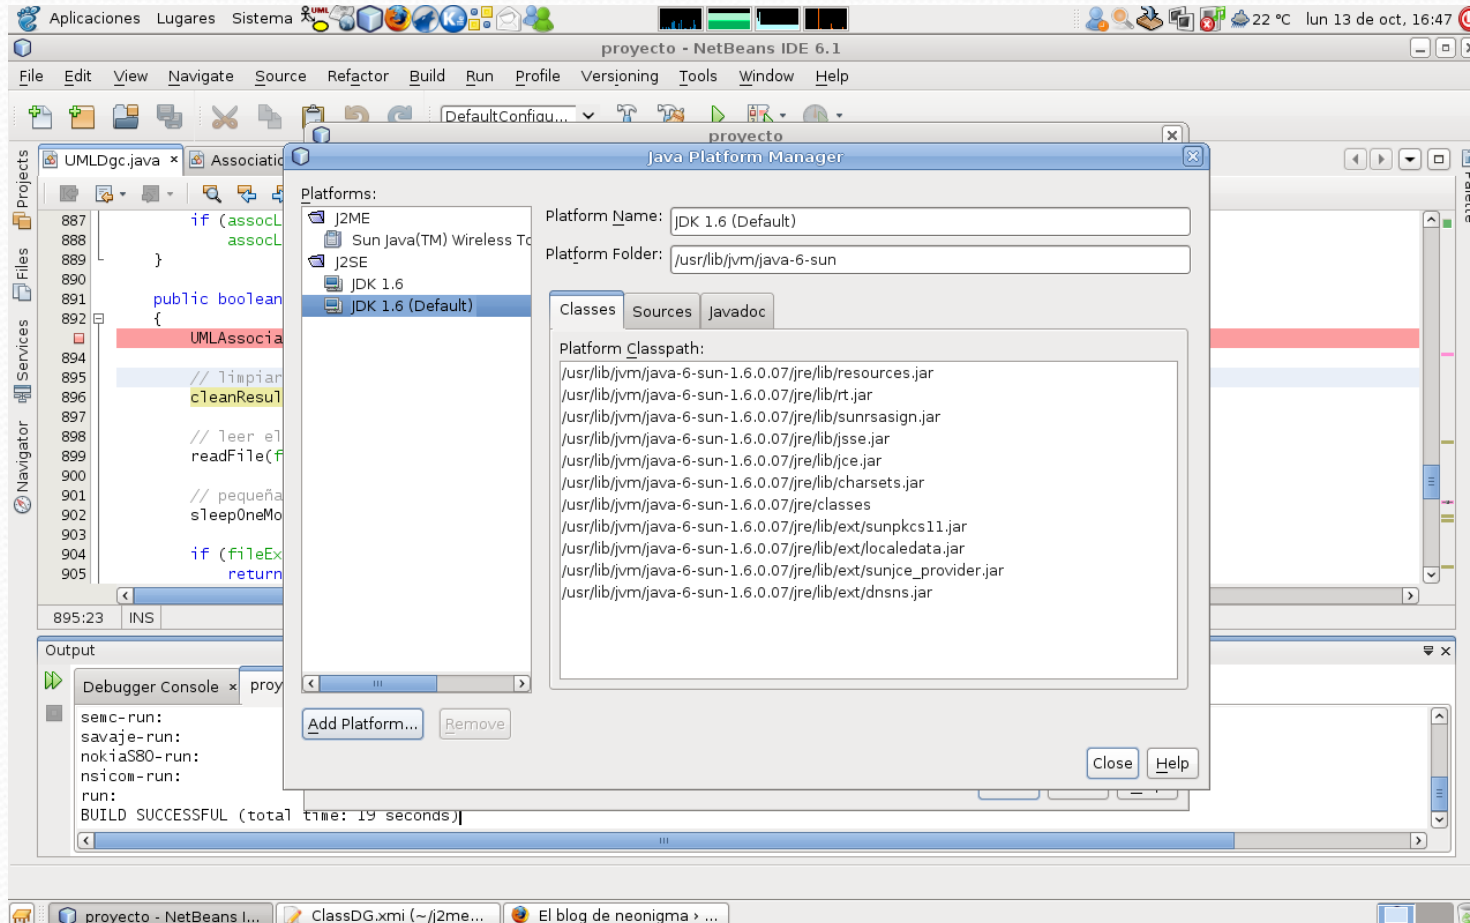 Aplicaciones Lugares Sistema
22 °C lun 13 de oct, 16:47
proyecto - NetBeans IDE 6.1
File Edit View Navigate Source Refactor Build Run Profile Versioning Tools Window Help
DefaultConfigu...
proyecto
UMLDgc.java × Associatio
Java Platform Manager
Projects
Files
Services
Navigator
Palette
887 if (assocL
888 assocL
889 }
890
891 public boolean
892 {
UMLAssocia
894
895 // limpiar
896 cleanResul
897
898 // leer el
899 readFile(f
900
901 // pequeña
902 sleepOneMo
903
904 if (fileEx
905 return
895:23 INS
Platforms:
J2ME
Sun Java(TM) Wireless To
J2SE
JDK 1.6
JDK 1.6 (Default)
Add Platform... Remove
Platform Name: JDK 1.6 (Default)
Platform Folder: /usr/lib/jvm/java-6-sun
Classes Sources Javadoc
Platform Classpath:
/usr/lib/jvm/java-6-sun-1.6.0.07/jre/lib/resources.jar
/usr/lib/jvm/java-6-sun-1.6.0.07/jre/lib/rt.jar
/usr/lib/jvm/java-6-sun-1.6.0.07/jre/lib/sunrsasign.jar
/usr/lib/jvm/java-6-sun-1.6.0.07/jre/lib/jsse.jar
/usr/lib/jvm/java-6-sun-1.6.0.07/jre/lib/jce.jar
/usr/lib/jvm/java-6-sun-1.6.0.07/jre/lib/charsets.jar
/usr/lib/jvm/java-6-sun-1.6.0.07/jre/classes
/usr/lib/jvm/java-6-sun-1.6.0.07/jre/lib/ext/sunpkcs11.jar
/usr/lib/jvm/java-6-sun-1.6.0.07/jre/lib/ext/localedata.jar
/usr/lib/jvm/java-6-sun-1.6.0.07/jre/lib/ext/sunjce_provider.jar
/usr/lib/jvm/java-6-sun-1.6.0.07/jre/lib/ext/dnsns.jar
Close Help
Output
Debugger Console × proy
semc-run:
savaje-run:
nokiaS80-run:
nsicom-run:
run:
BUILD SUCCESSFUL (total time: 19 seconds)
proyecto - NetBeans I... ClassDG.xmi (~/j2me... El blog de neonigma › ...